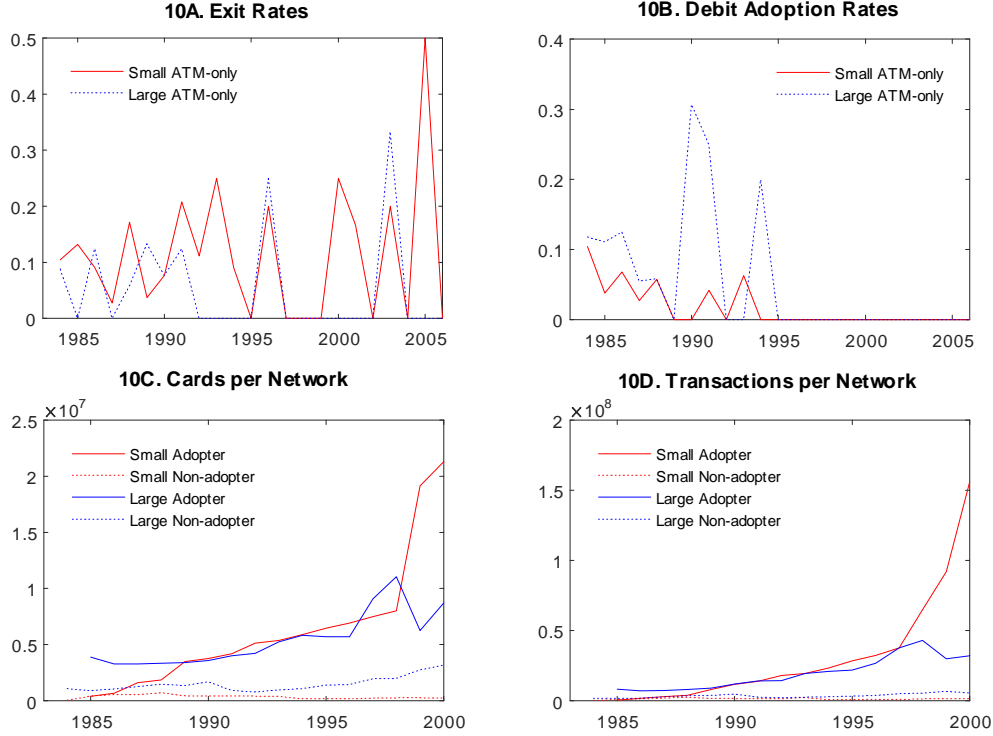 10A. Exit Rates
0.5
0.4
0.3
0.2
0.1
0
Small ATM-only
Large ATM-only
1985 1990 1995 2000 2005
10B. Debit Adoption Rates
0.4
0.3
0.2
0.1
0
Small ATM-only
Large ATM-only
1985 1990 1995 2000 2005
10C. Cards per Network
×10^7
2.5
2
1.5
1
0.5
0
Small Adopter
Small Non-adopter
Large Adopter
Large Non-adopter
1985 1990 1995 2000
10D. Transactions per Network
×10^8
2
1.5
1
0.5
0
Small Adopter
Small Non-adopter
Large Adopter
Large Non-adopter
1985 1990 1995 2000